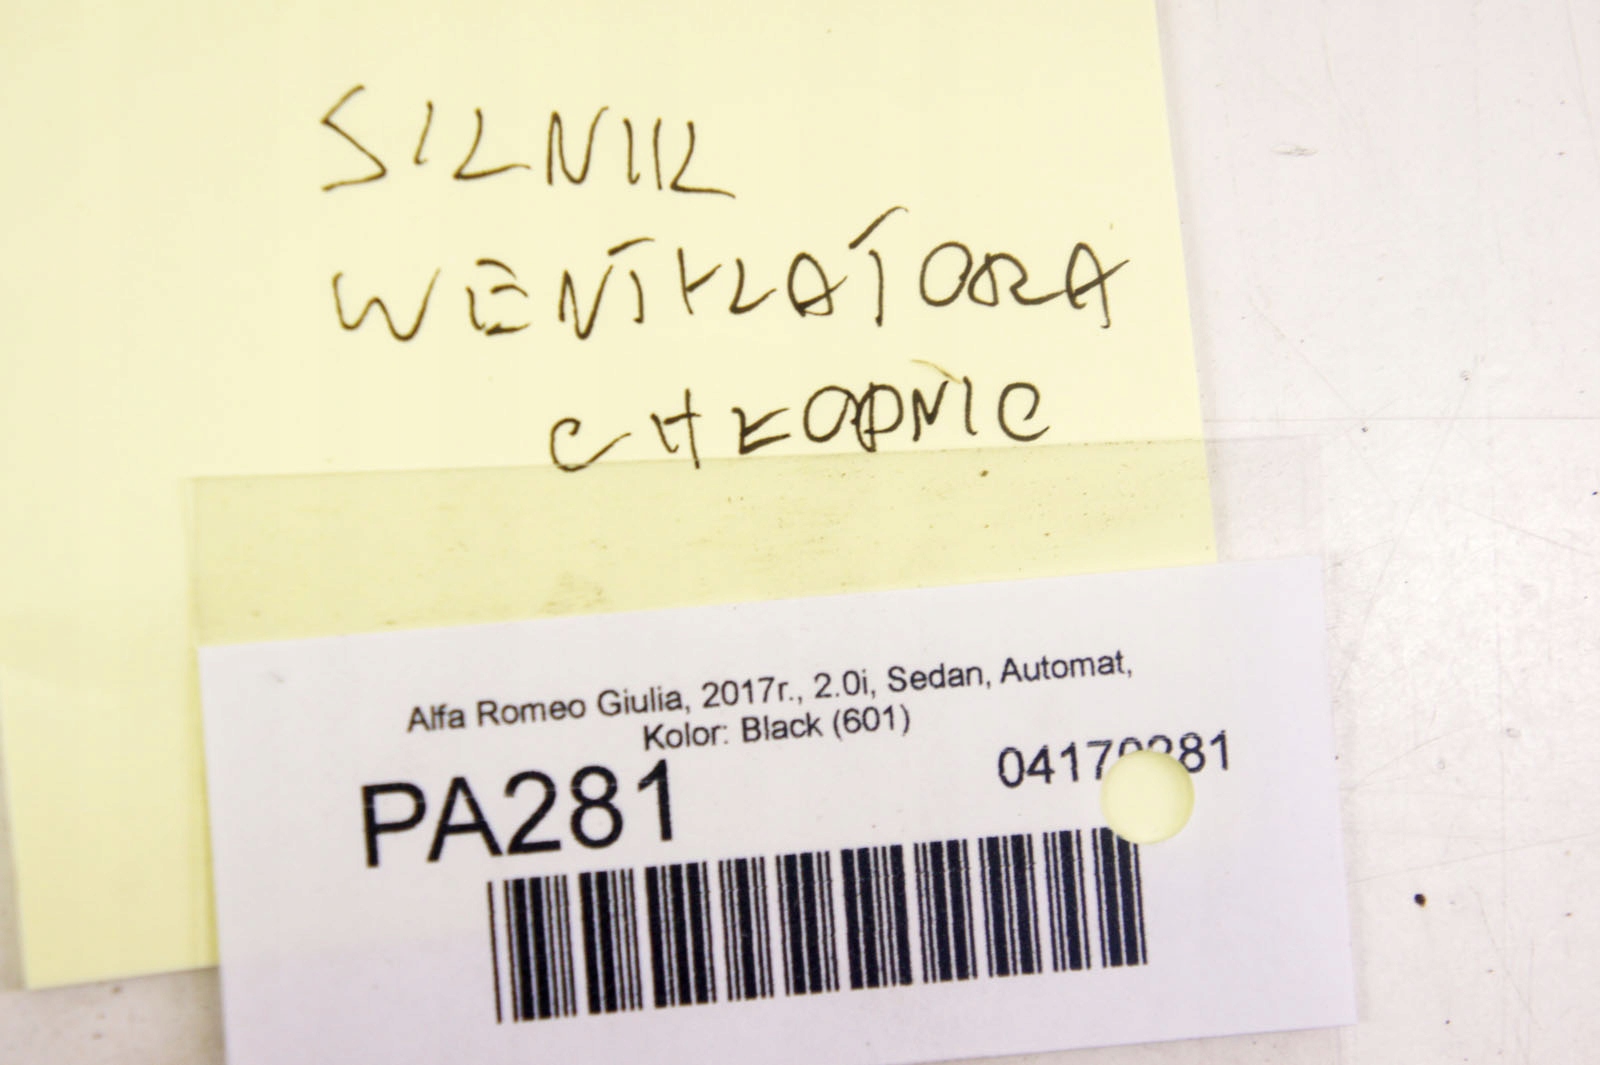 SILNIK
WENTYLATORA
CHŁODNIC
Alfa Romeo Giulia, 2017r., 2.0i, Sedan, Automat,
Kolor: Black (601)
PA281